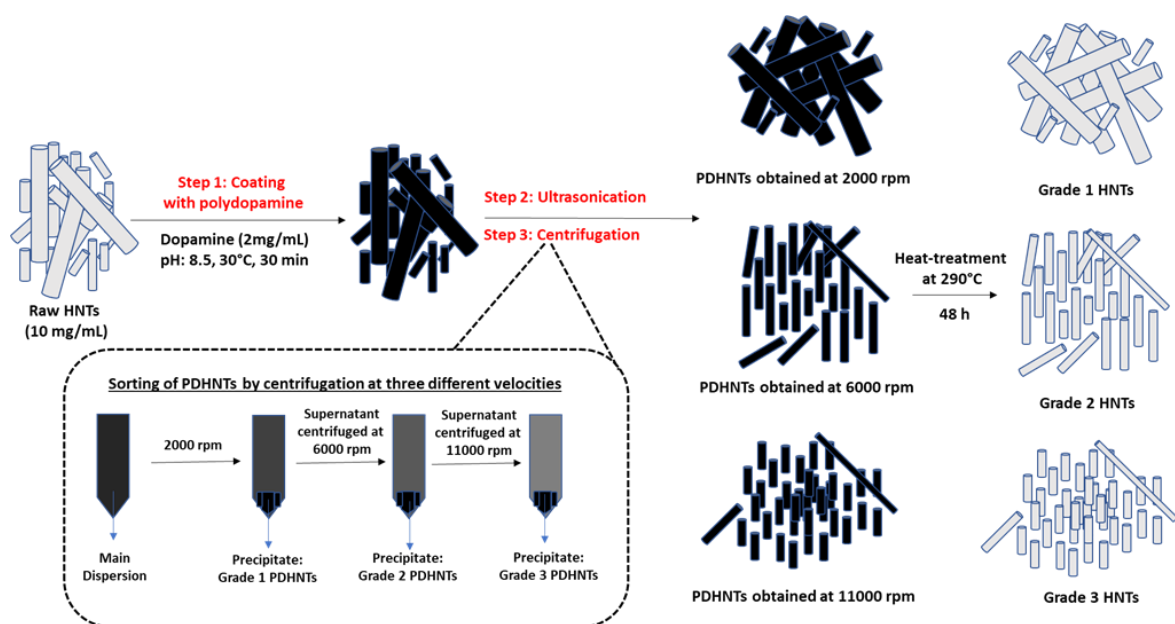 Raw HNTs
(10 mg/mL)
Step 1: Coating
with polydopamine
Dopamine (2mg/mL)
pH: 8.5, 30°C, 30 min
Step 2: Ultrasonication
Step 3: Centrifugation
PDHNTs obtained at 2000 rpm
PDHNTs obtained at 6000 rpm
PDHNTs obtained at 11000 rpm
Heat-treatment
at 290°C
48 h
Grade 1 HNTs
Grade 2 HNTs
Grade 3 HNTs
Sorting of PDHNTs by centrifugation at three different velocities
2000 rpm
Supernatant
centrifuged at
6000 rpm
Supernatant
centrifuged at
11000 rpm
Main
Dispersion
Precipitate:
Grade 1 PDHNTs
Precipitate:
Grade 2 PDHNTs
Precipitate:
Grade 3 PDHNTs